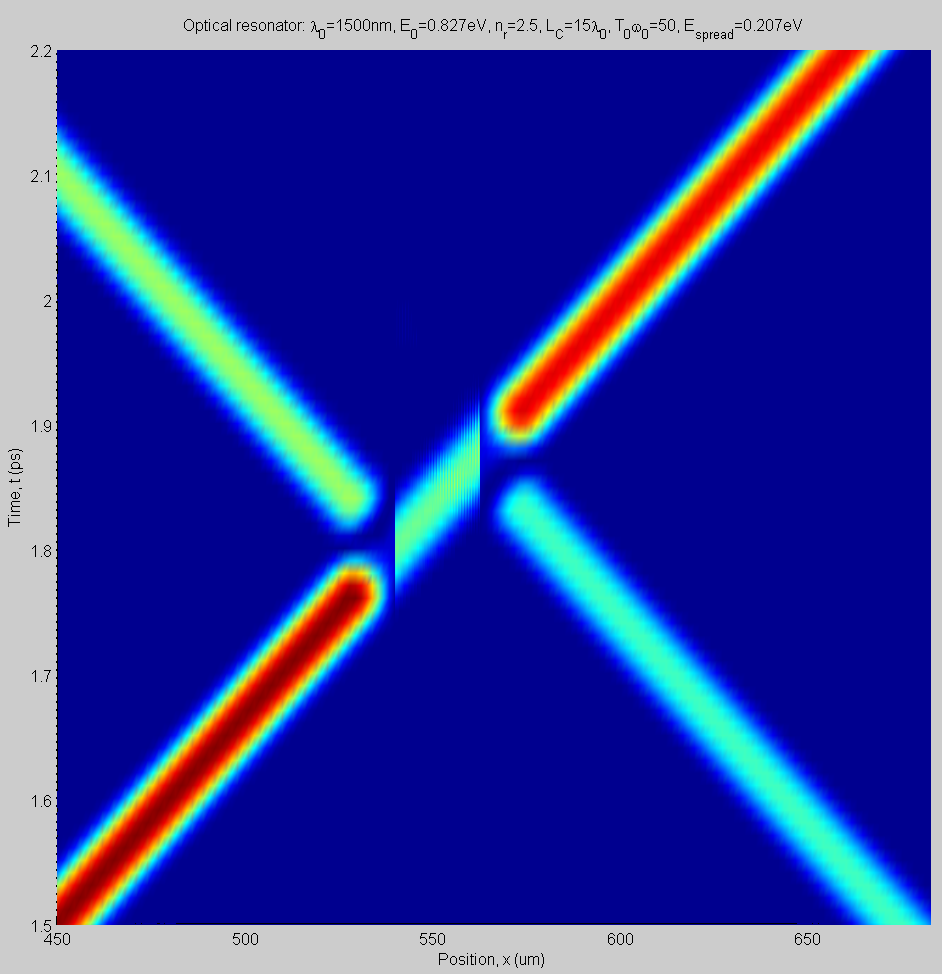 Optical resonator: λ₀=1500nm, E₀=0.827eV, nᵣ=2.5, L_C=15λ₀, T₀ω₀=50, E_spread=0.207eV
2.2
2.1
2
1.9
1.8
1.7
1.6
1.5
Time, t (ps)
450 500 550 600 650
Position, x (um)